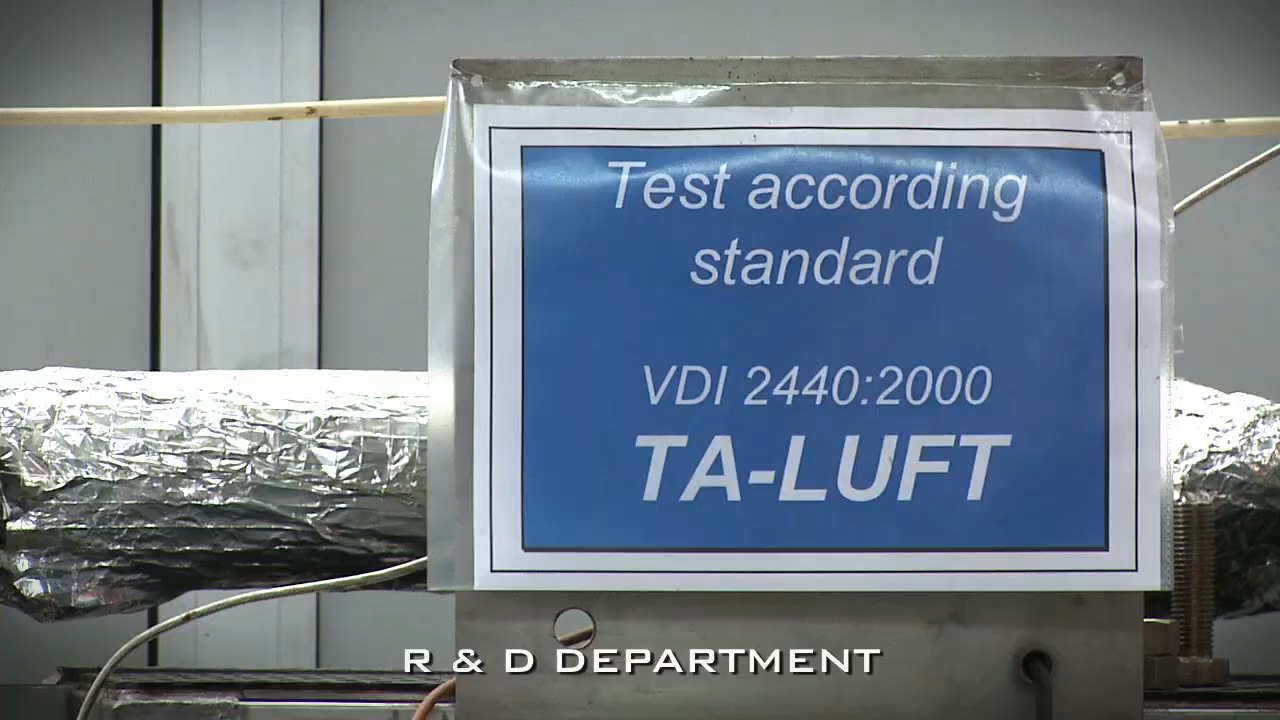 Test according
standard
VDI 2440:2000
TA-LUFT
R & D DEPARTMENT